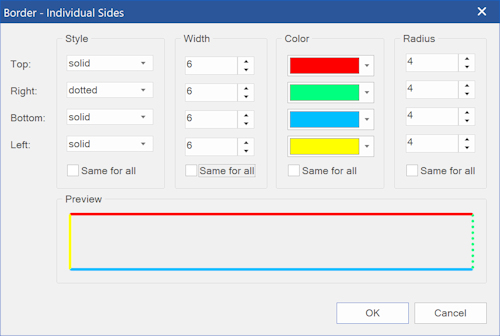 Border - Individual Sides
Style Width Color Radius
Top: solid 6 4
Right: dotted 6 4
Bottom: solid 6 4
Left: solid 6 4
Same for all Same for all Same for all Same for all
Preview
OK Cancel